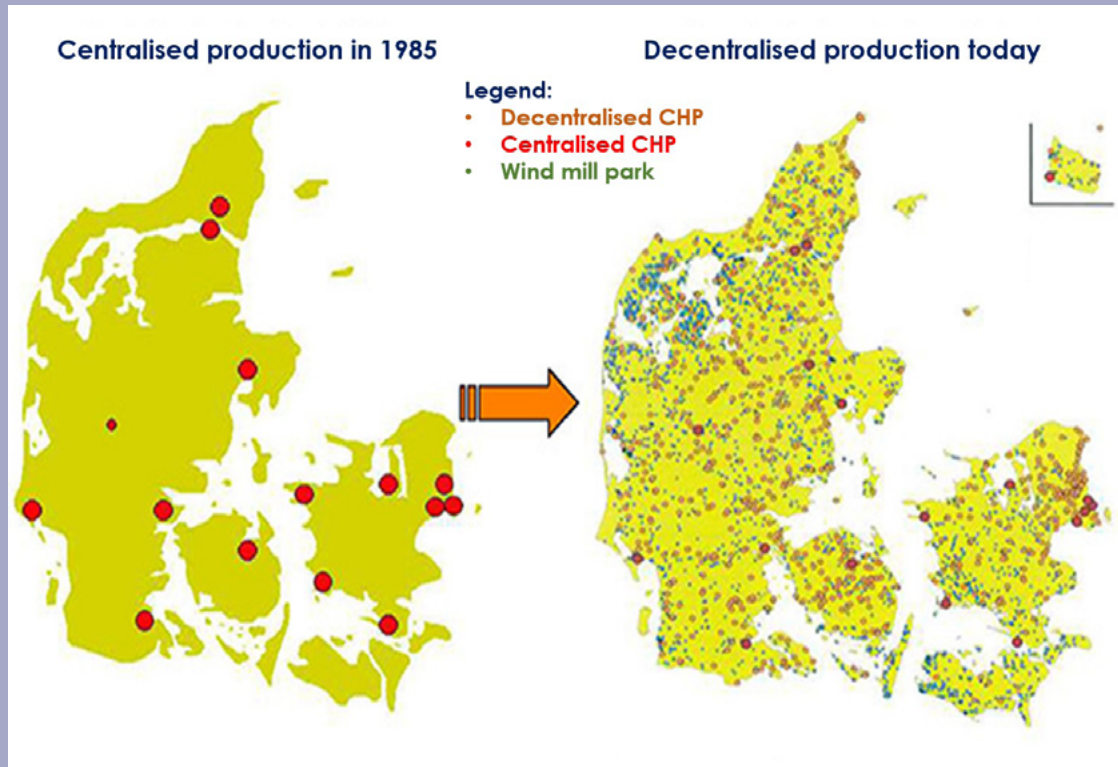 Centralised production in 1985
Decentralised production today
Legend:
• Decentralised CHP
• Centralised CHP
• Wind mill park